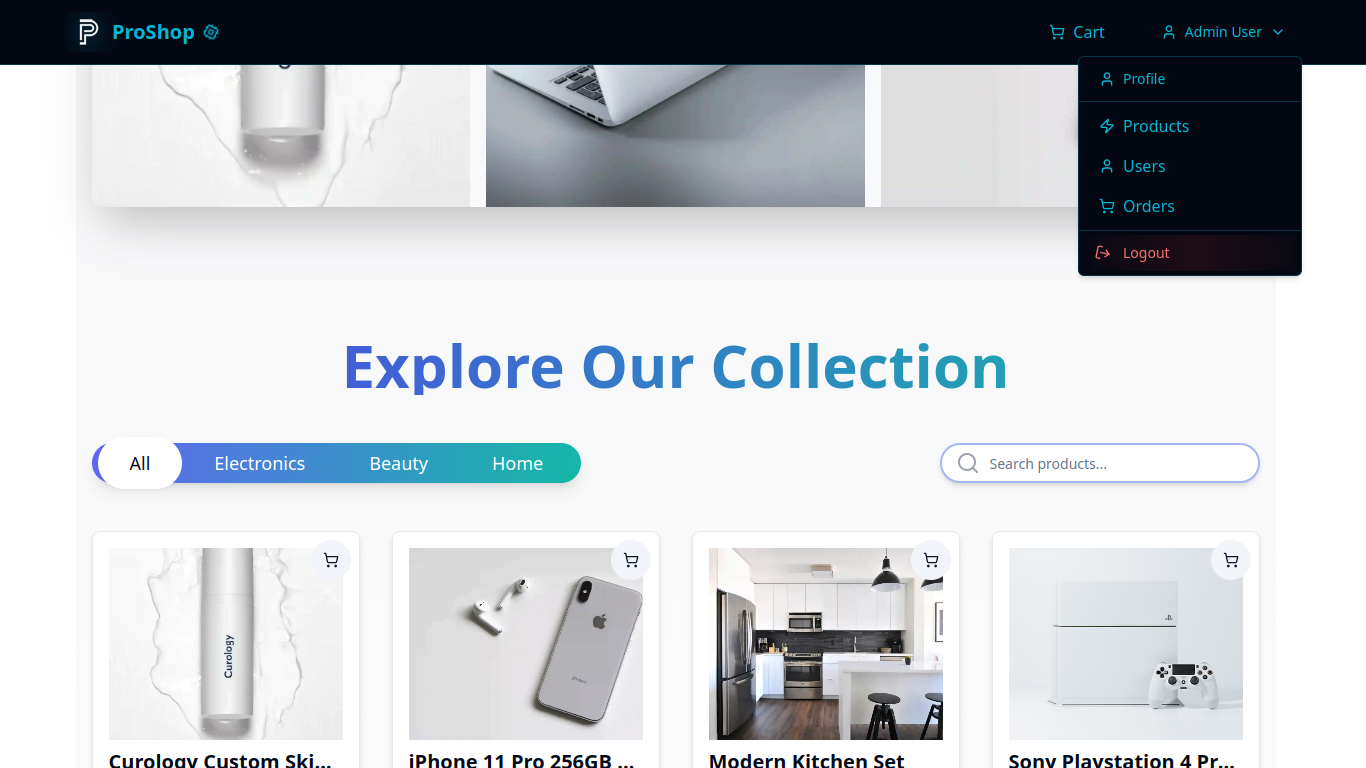 ProShop
Cart
Admin User
Profile
Products
Users
Orders
Logout
Explore Our Collection
All
Electronics
Beauty
Home
Search products...
Curology
Curology Custom Ski...
iPhone 11 Pro 256GB ...
Modern Kitchen Set
Sony Playstation 4 Pr...